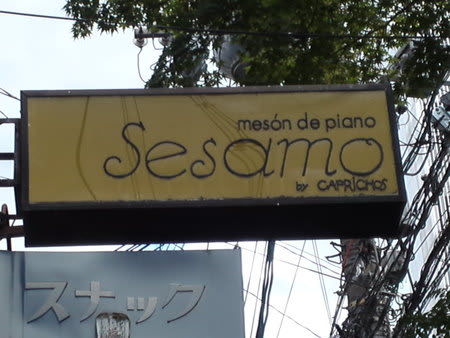 mesón de piano
Sesamo
by CAPRICHOS
スナック